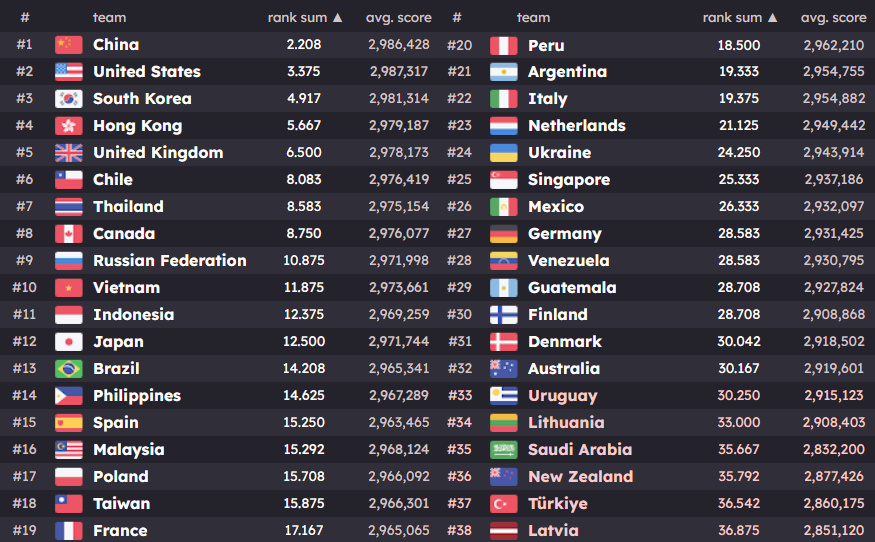 # team rank sum ▲ avg. score # team rank sum ▲ avg. score
#1 China 2.208 2,986,428 #20 Peru 18.500 2,962,210
#2 United States 3.375 2,987,317 #21 Argentina 19.333 2,954,755
#3 South Korea 4.917 2,981,314 #22 Italy 19.375 2,954,882
#4 Hong Kong 5.667 2,979,187 #23 Netherlands 21.125 2,949,442
#5 United Kingdom 6.500 2,978,173 #24 Ukraine 24.250 2,943,914
#6 Chile 8.083 2,976,419 #25 Singapore 25.333 2,937,186
#7 Thailand 8.583 2,975,154 #26 Mexico 26.333 2,932,097
#8 Canada 8.750 2,976,077 #27 Germany 28.583 2,931,425
#9 Russian Federation 10.875 2,971,998 #28 Venezuela 28.583 2,930,795
#10 Vietnam 11.875 2,973,661 #29 Guatemala 28.708 2,927,824
#11 Indonesia 12.375 2,969,259 #30 Finland 28.708 2,908,868
#12 Japan 12.500 2,971,744 #31 Denmark 30.042 2,918,502
#13 Brazil 14.208 2,965,341 #32 Australia 30.167 2,919,601
#14 Philippines 14.625 2,967,289 #33 Uruguay 30.250 2,915,123
#15 Spain 15.250 2,963,465 #34 Lithuania 33.000 2,908,403
#16 Malaysia 15.292 2,968,124 #35 Saudi Arabia 35.667 2,832,200
#17 Poland 15.708 2,966,092 #36 New Zealand 35.792 2,877,426
#18 Taiwan 15.875 2,966,301 #37 Türkiye 36.542 2,860,175
#19 France 17.167 2,965,065 #38 Latvia 36.875 2,851,120